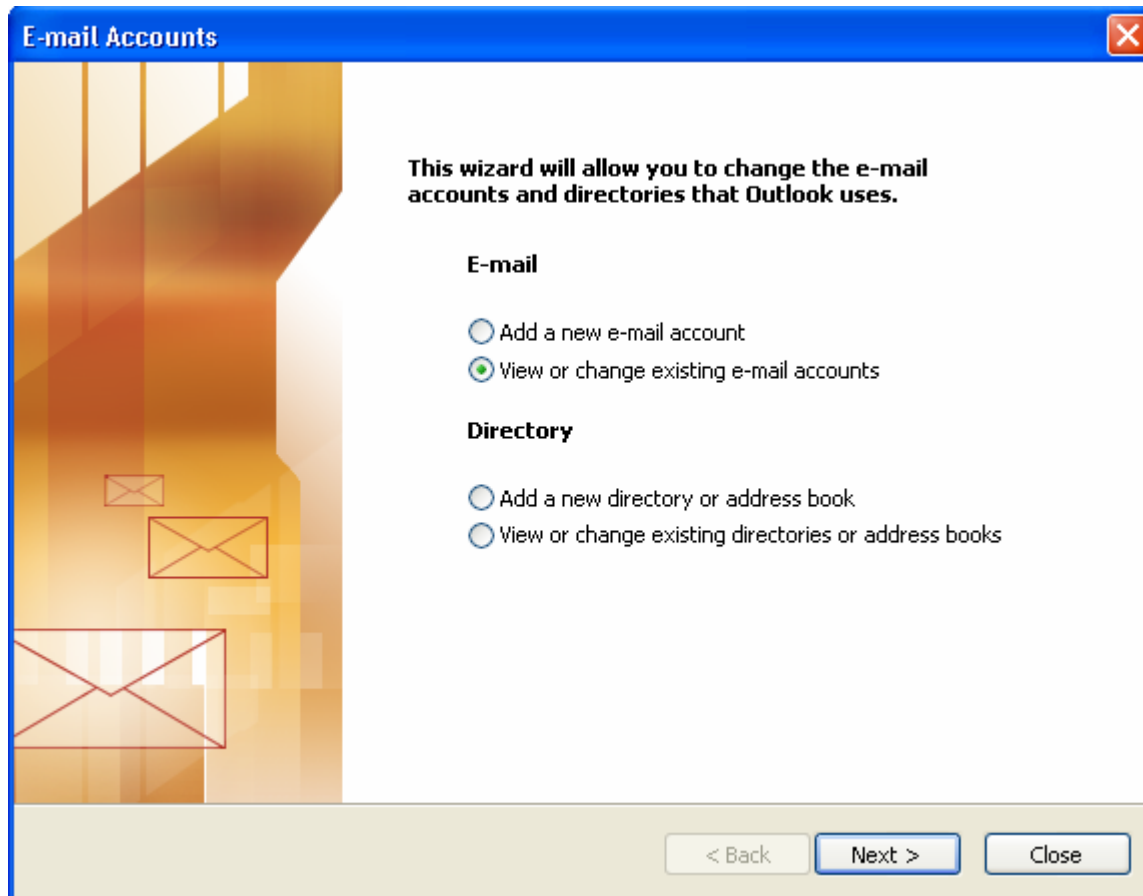 E-mail Accounts
This wizard will allow you to change the e-mail
accounts and directories that Outlook uses.
E-mail
Add a new e-mail account
View or change existing e-mail accounts
Directory
Add a new directory or address book
View or change existing directories or address books
< Back
Next >
Close